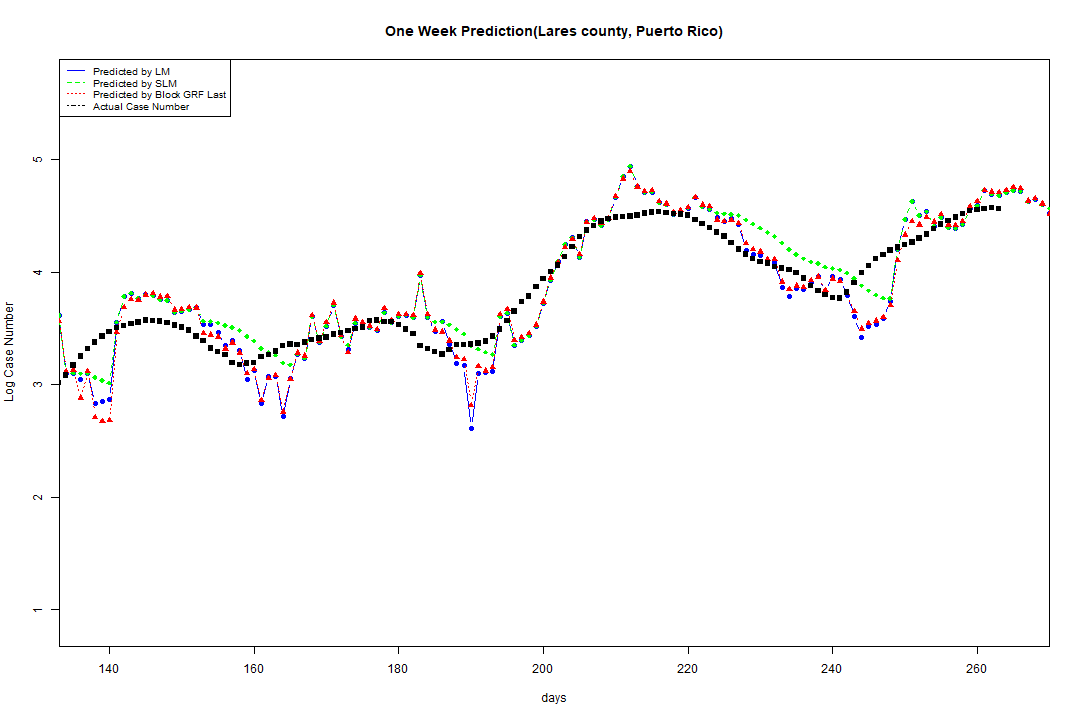 One Week Prediction(Lares county, Puerto Rico)
Predicted by LM
Predicted by SLM
Predicted by Block GRF Last
Actual Case Number
Log Case Number
5
4
3
2
1
140 160 180 200 220 240 260
days